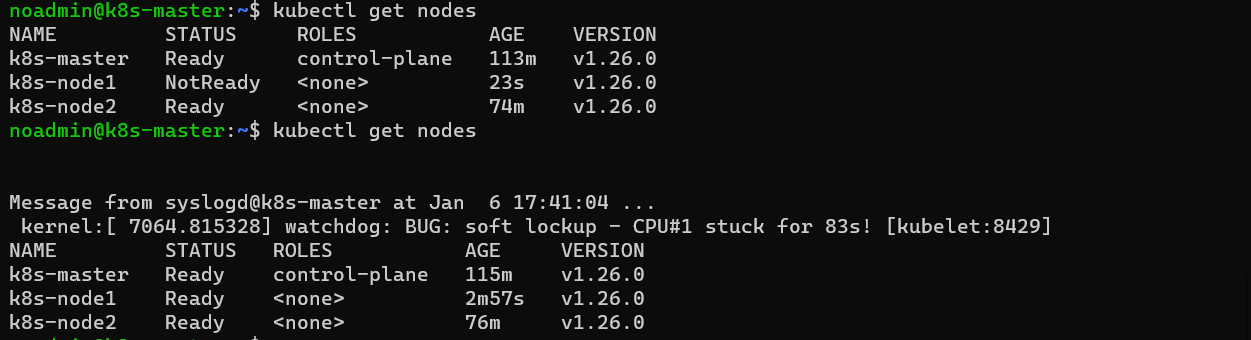 noadmin@k8s-master:~$ kubectl get nodes
NAME STATUS ROLES AGE VERSION
k8s-master Ready control-plane 113m v1.26.0
k8s-node1 NotReady <none> 23s v1.26.0
k8s-node2 Ready <none> 74m v1.26.0
noadmin@k8s-master:~$ kubectl get nodes
Message from syslogd@k8s-master at Jan  6 17:41:04 ...
kernel:[ 7064.815328] watchdog: BUG: soft lockup - CPU#1 stuck for 83s! [kubelet:8429]
NAME STATUS ROLES AGE VERSION
k8s-master Ready control-plane 115m v1.26.0
k8s-node1 Ready <none> 2m57s v1.26.0
k8s-node2 Ready <none> 76m v1.26.0